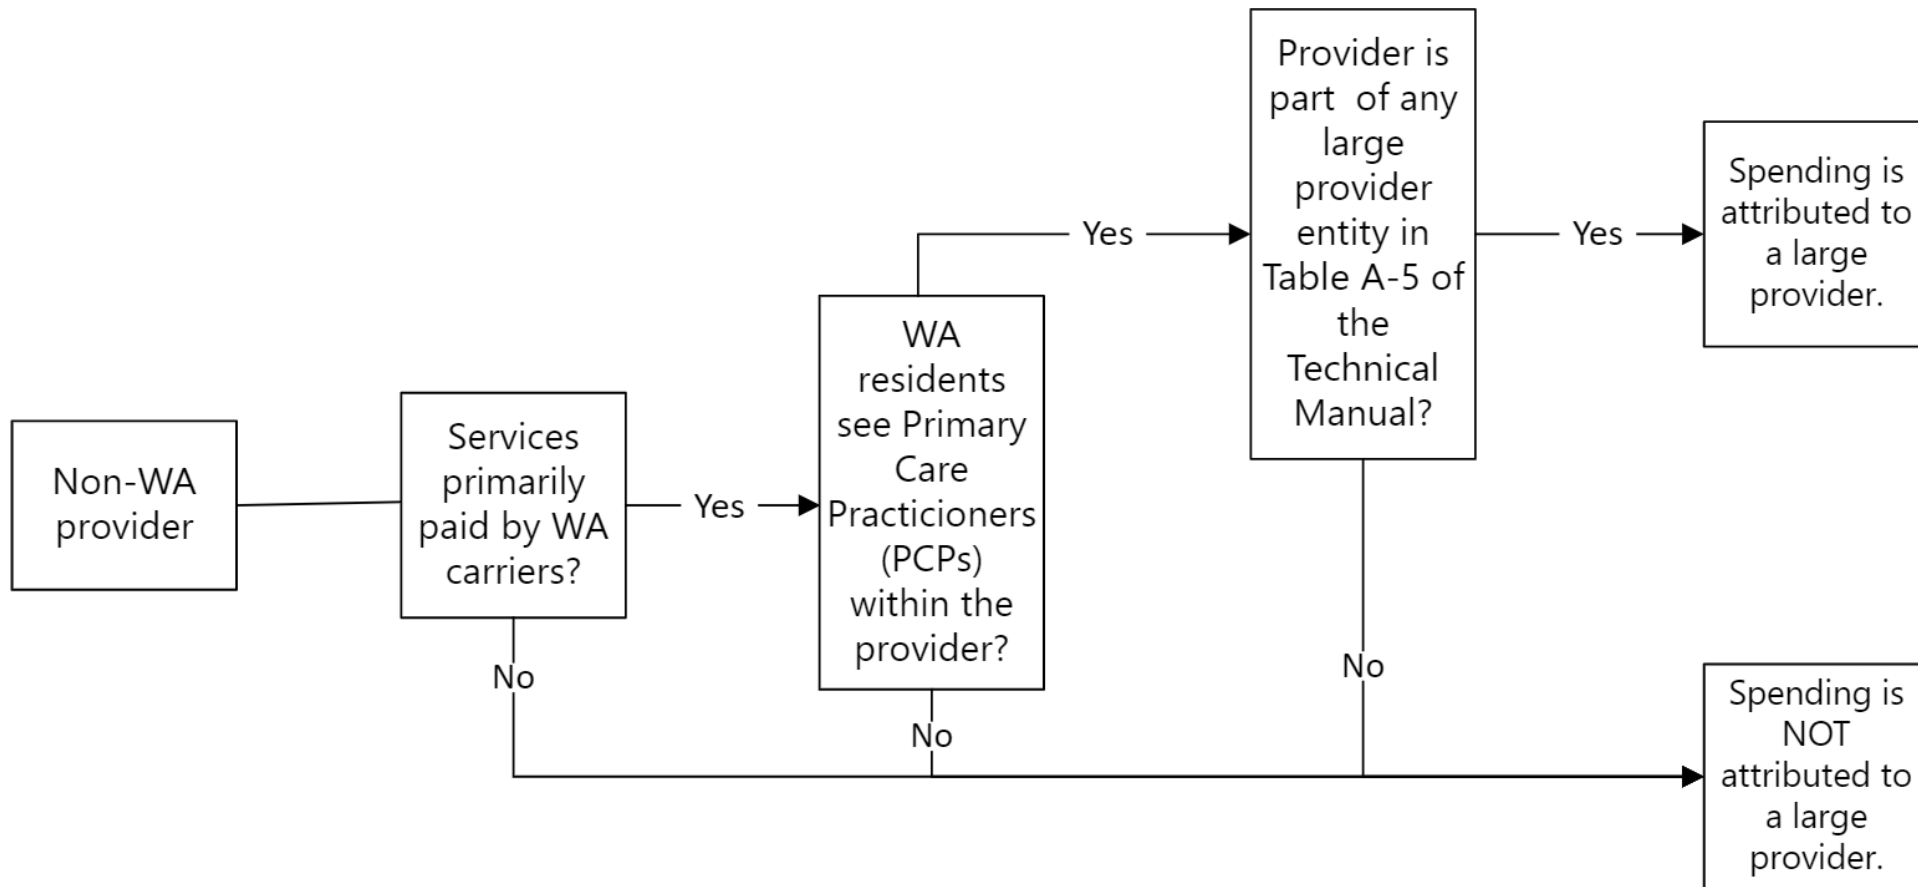 Non-WA
provider
Services
primarily
paid by WA
carriers?
Yes
No
WA
residents
see Primary
Care
Practicioners
(PCPs)
within the
provider?
Yes
No
Provider is
part of any
large
provider
entity in
Table A-5 of
the
Technical
Manual?
Yes
No
Spending is
attributed to
a large
provider.
Spending is
NOT
attributed to
a large
provider.